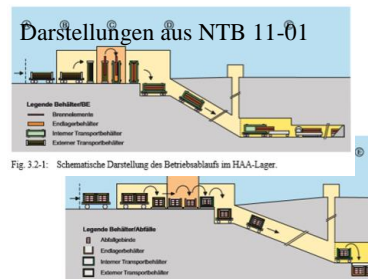 Darstellungen aus NTB 11-01
Legende Behälter/BE
Brennelemente
Endlagerbehälter
Interner Transportbehälter
Externer Transportbehälter
Fig. 3.2-1: Schematische Darstellung des Betriebsablaufs im HAA-Lager.
E
Legende Behälter/Abfälle
Abfallgebinde
Endlagerbehälter
Interner Transportbehälter
Externer Transportbehälter